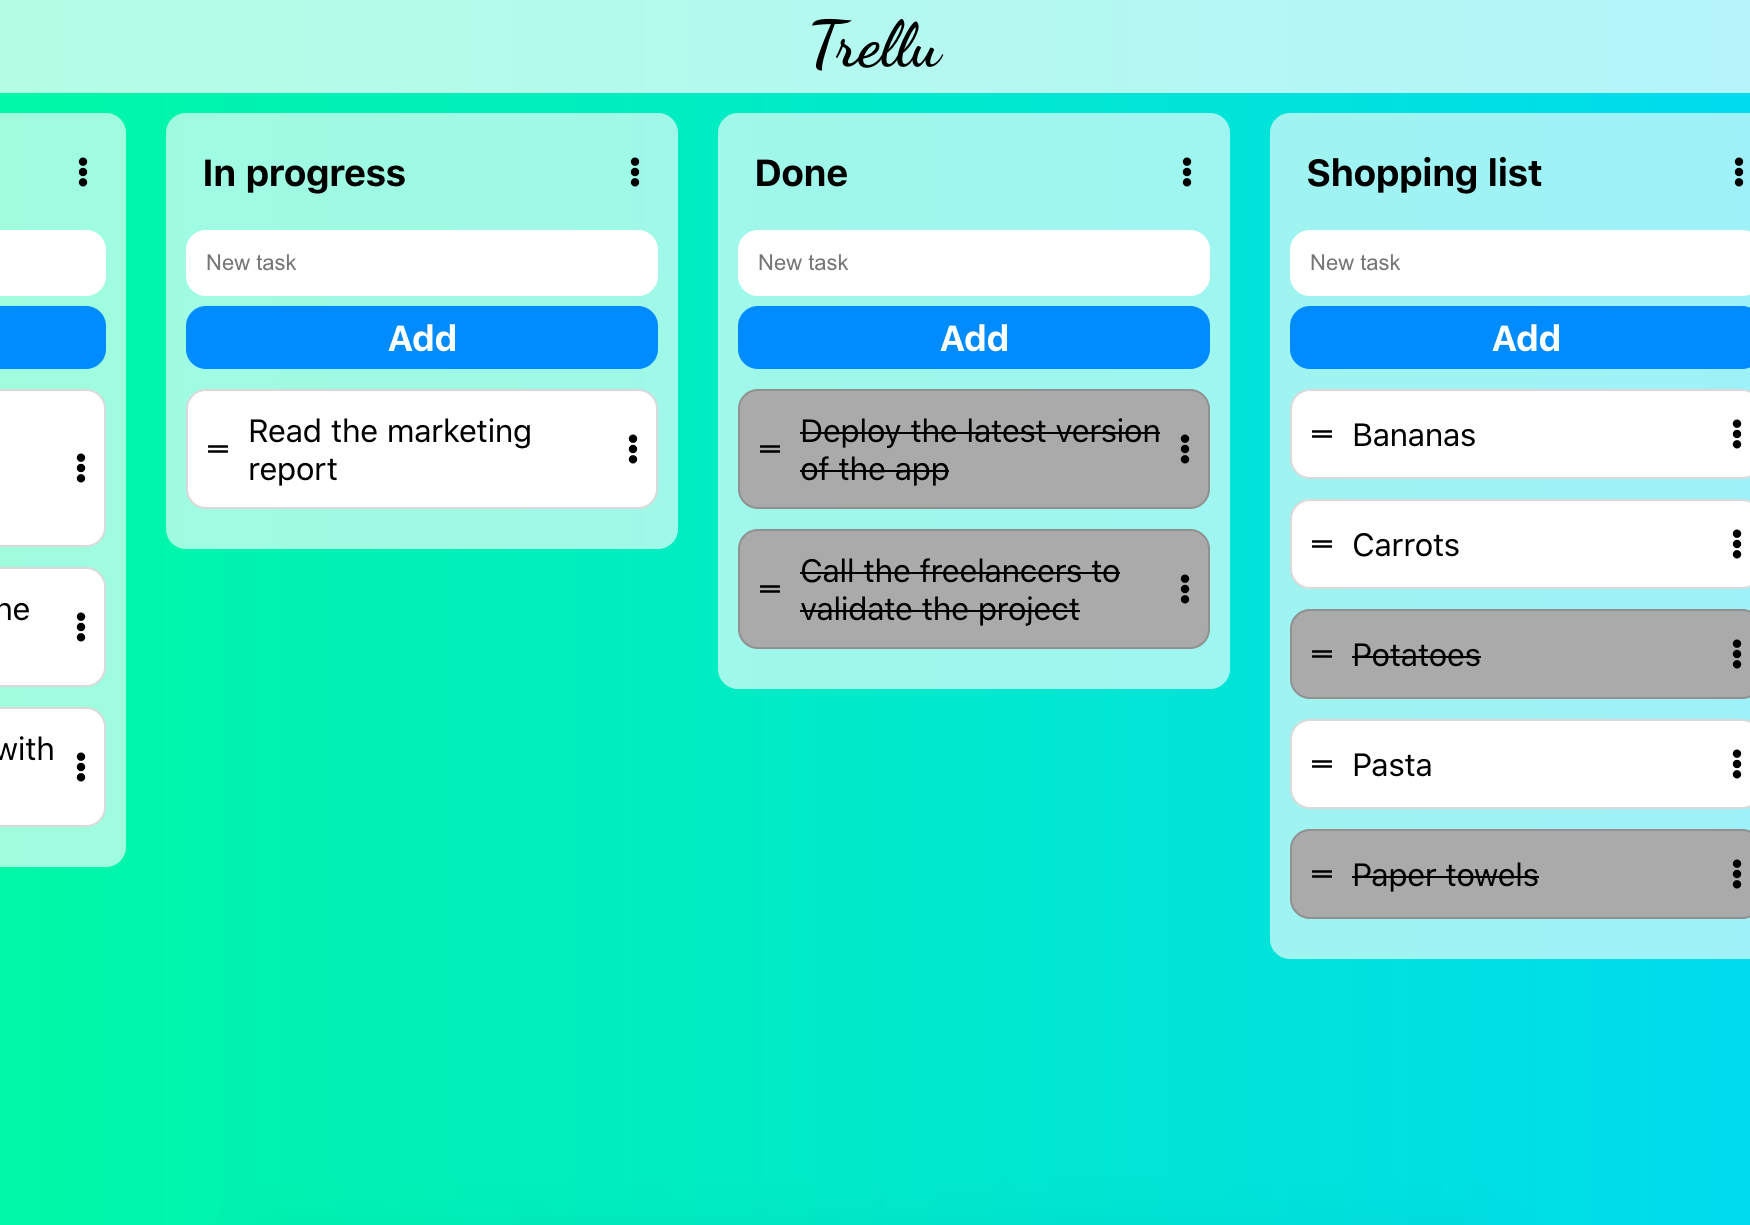 Trellu
In progress
New task
Add
Read the marketing
report
Done
New task
Add
Deploy the latest version
of the app
Call the freelancers to
validate the project
Shopping list
New task
Add
Bananas
Carrots
Potatoes
Pasta
Paper towels
with